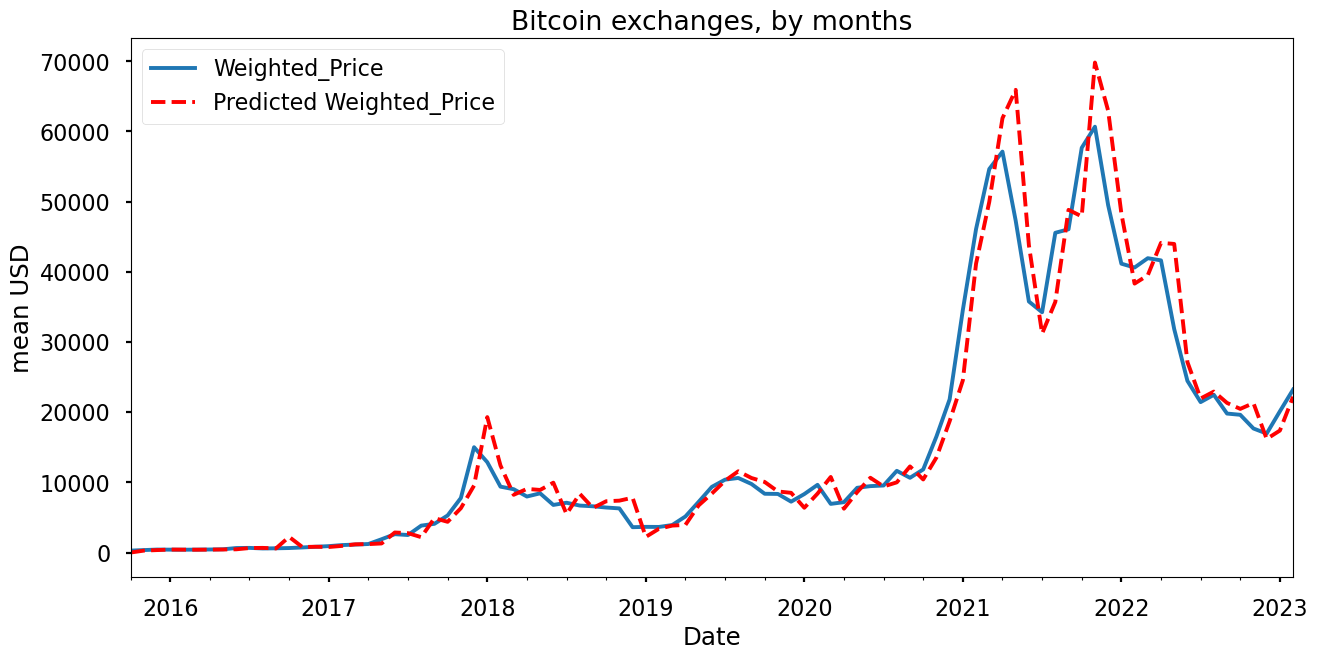 Bitcoin exchanges, by months
Weighted_Price
Predicted Weighted_Price
mean USD
70000
60000
50000
40000
30000
20000
10000
0
2016 2017 2018 2019 2020 2021 2022 2023
Date